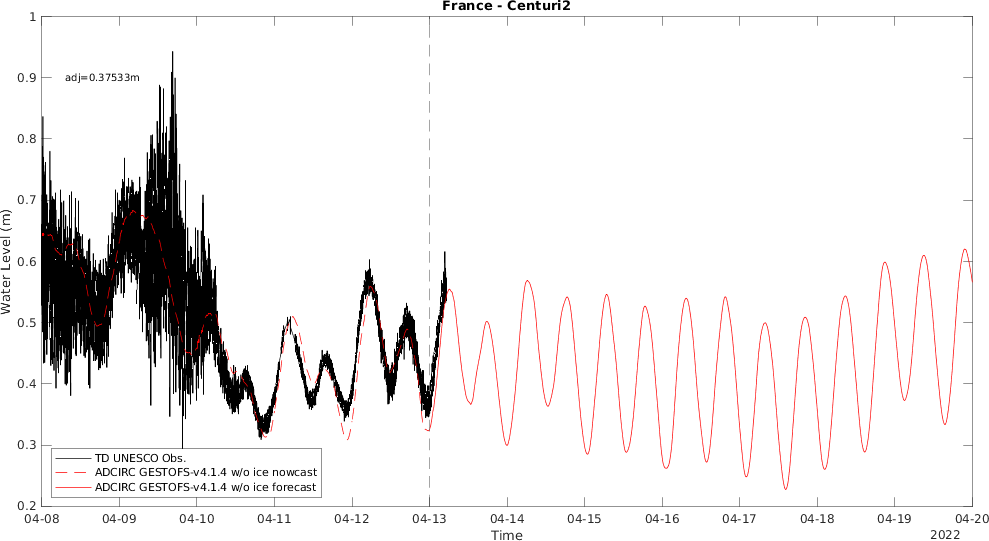 France - Centuri2
1
0.9
0.8
0.7
0.6
0.5
0.4
0.3
0.2
Water Level (m)
adj=0.37533m
TD UNESCO Obs.
ADCIRC GESTOFS-v4.1.4 w/o ice nowcast
ADCIRC GESTOFS-v4.1.4 w/o ice forecast
04-08 04-09 04-10 04-11 04-12 04-13 04-14 04-15 04-16 04-17 04-18 04-19 04-20
Time
2022